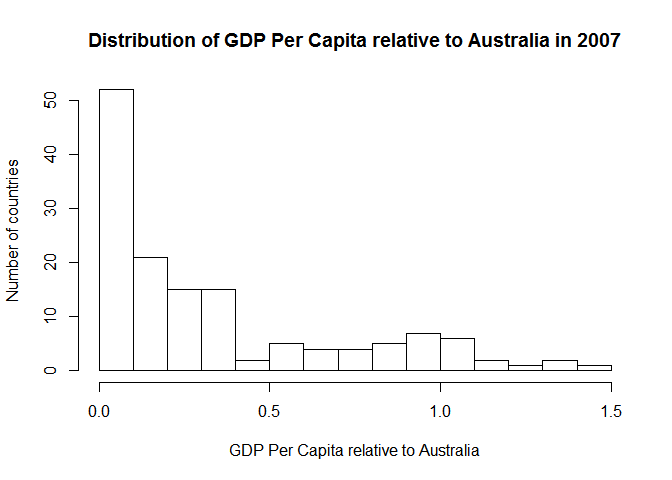 Distribution of GDP Per Capita relative to Australia in 2007
Number of countries
50
40
30
20
10
0
0.0 0.5 1.0 1.5
GDP Per Capita relative to Australia